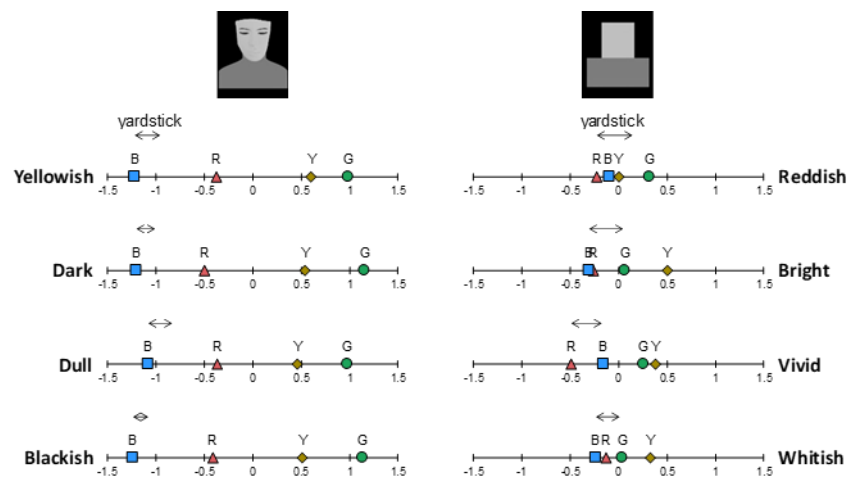 yardstick yardstick
B R Y G R B Y G
Yellowish -1.5 -1 -0.5 0 0.5 1 1.5 -1.5 -1 -0.5 0 0.5 1 1.5 Reddish
B R Y G B R G Y
Dark -1.5 -1 -0.5 0 0.5 1 1.5 -1.5 -1 -0.5 0 0.5 1 1.5 Bright
B R Y G R B G Y
Dull -1.5 -1 -0.5 0 0.5 1 1.5 -1.5 -1 -0.5 0 0.5 1 1.5 Vivid
B R Y G B R G Y
Blackish -1.5 -1 -0.5 0 0.5 1 1.5 -1.5 -1 -0.5 0 0.5 1 1.5 Whitish